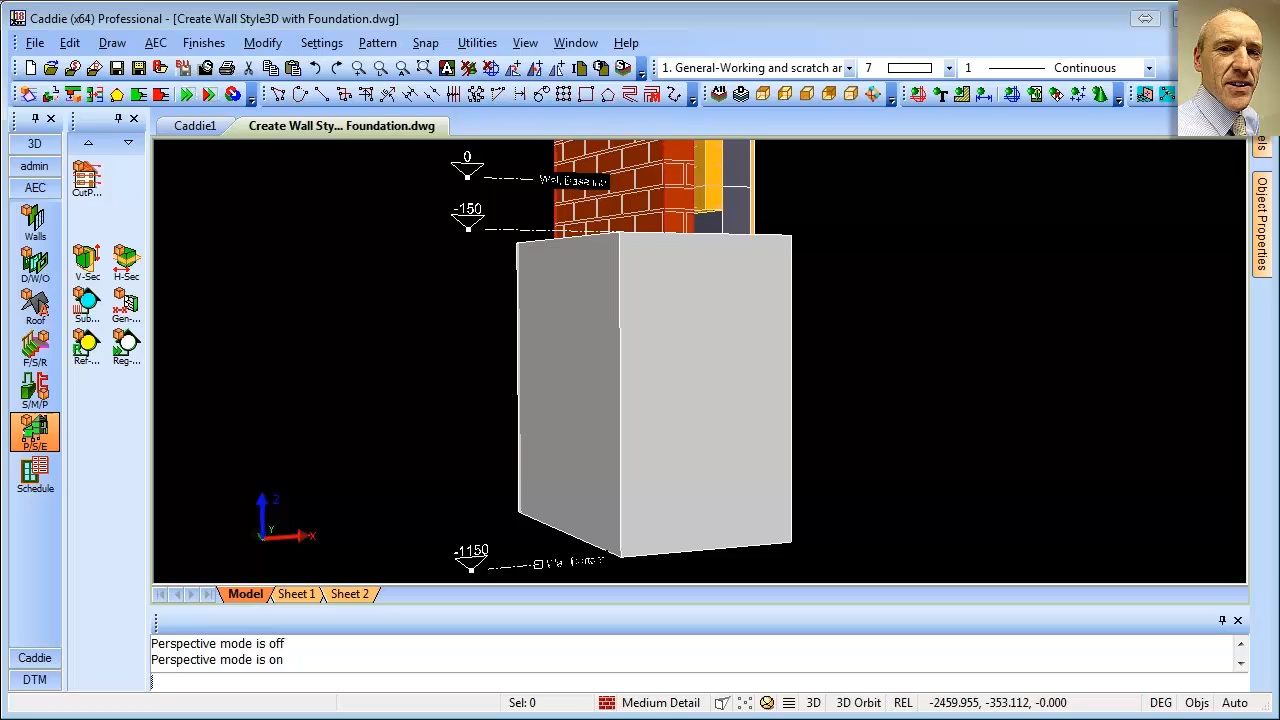 Caddie (x64) Professional - [Create Wall Style3D with Foundation.dwg]
File Edit Draw AEC Finishes Modify Settings Pattern Snap Utilities View Window Help
1. General-Working and scratch ar 7 1 Continuous
Caddie1 Create Wall Sty... Foundation.dwg
3D
admin
AEC
Walls
D/W/O
Roof
F/S/R
S/M/P
P/S/E
Schedule
Caddie
DTM
CutP...
V-Sec H-Sec
Sub... Gen-...
Ref-... Reg-...
0
-150
-1150
Z
Y X
Object Properties
Model Sheet 1 Sheet 2
Perspective mode is off
Perspective mode is on
Sel: 0 Medium Detail 3D 3D Orbit REL -2459.955, -353.112, 0.0000 DEG Objs Auto